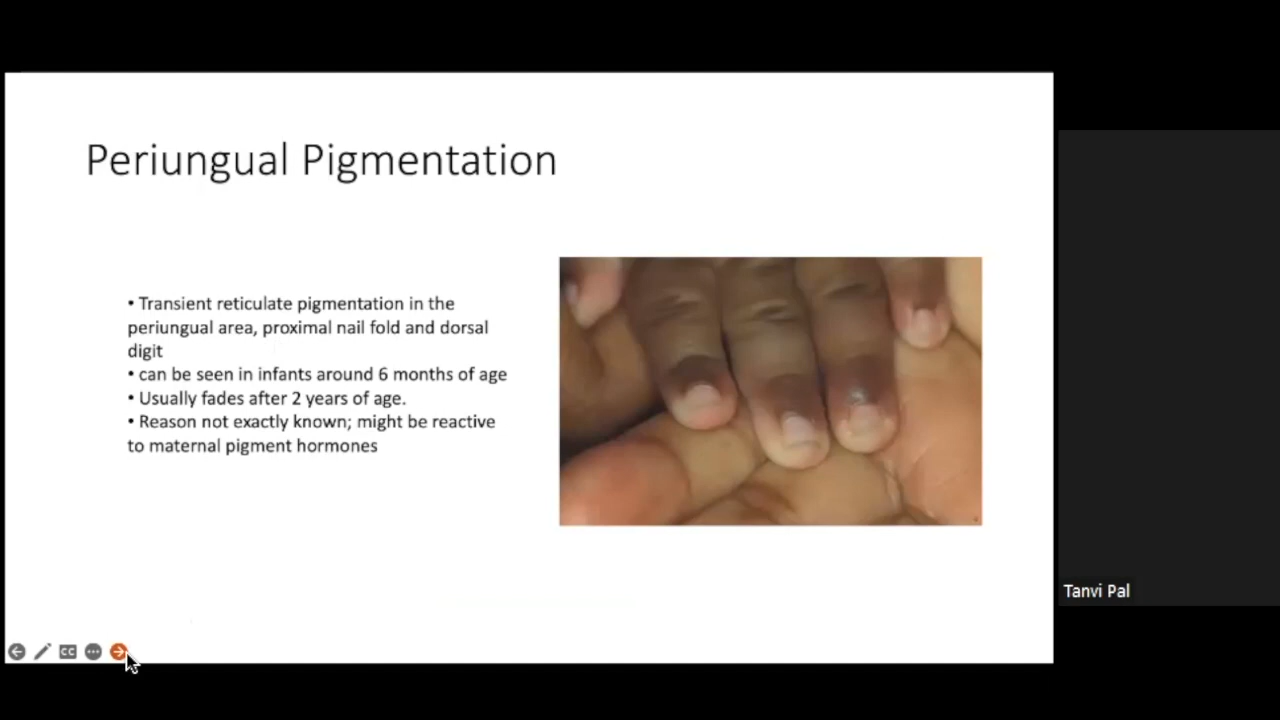 Periungual Pigmentation
• Transient reticulate pigmentation in the
periungual area, proximal nail fold and dorsal
digit
• can be seen in infants around 6 months of age
• Usually fades after 2 years of age.
• Reason not exactly known; might be reactive
to maternal pigment hormones
Tanvi Pal
CC